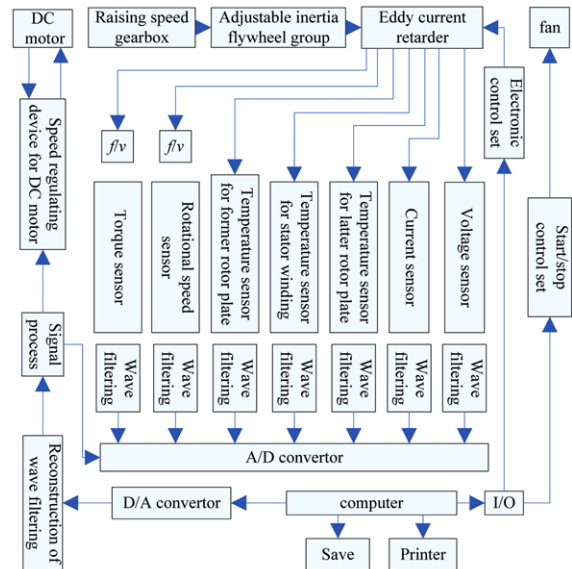 DC
motor
Raising speed
gearbox
Adjustable inertia
flywheel group
Eddy current
retarder
fan
Speed regulating
device for DC motor
f/v
f/v
Electronic
control set
Torque sensor
Rotational speed
sensor
Temperature sensor
for former rotor plate
Temperature sensor
for stator winding
Temperature sensor
for latter rotor plate
Current sensor
Voltage sensor
Start/stop
control set
Signal
process
Wave
filtering
Wave
filtering
Wave
filtering
Wave
filtering
Wave
filtering
Wave
filtering
Wave
filtering
A/D convertor
Reconstruction of
wave filtering
D/A convertor
computer
I/O
Save
Printer